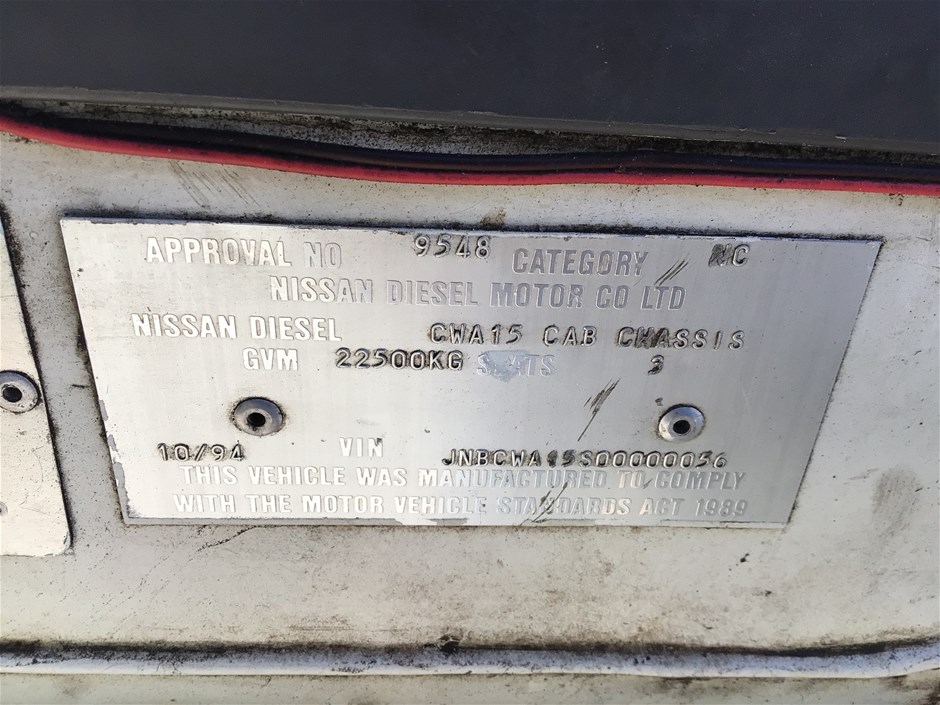 APPROVAL NO 9548 CATEGORY NC
NISSAN DIESEL MOTOR CO LTD
NISSAN DIESEL CWA15 CAB CHASSIS
GVM 22500KG SEATS 3
10/94 VIN JNBCWA15S00000056
THIS VEHICLE WAS MANUFACTURED TO COMPLY
WITH THE MOTOR VEHICLE STANDARDS ACT 1989